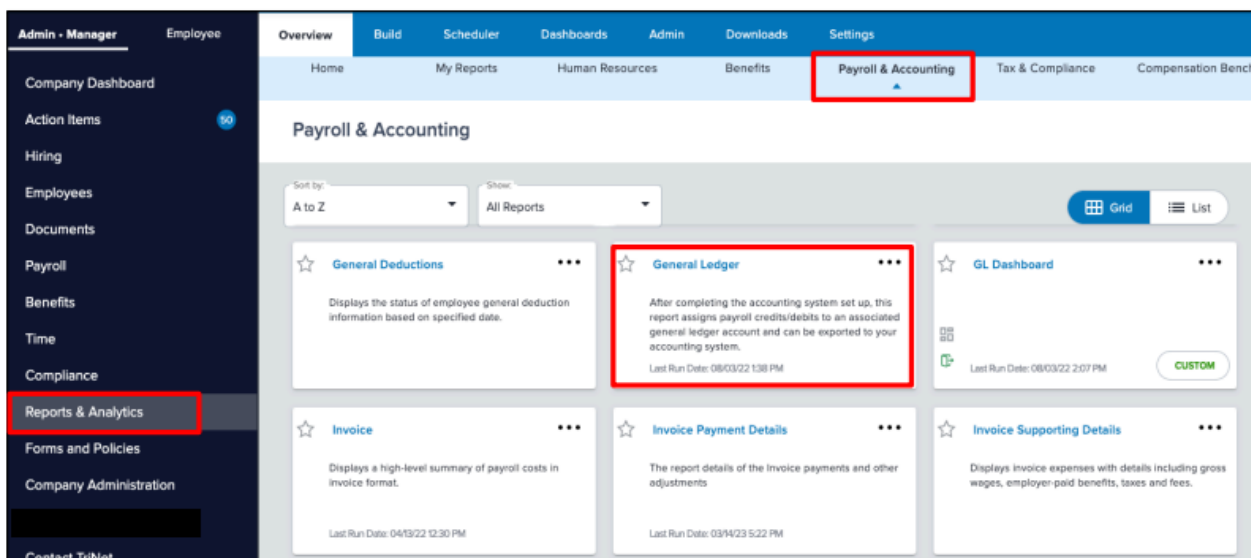 Admin - Manager
Employee
Overview
Build
Scheduler
Dashboards
Admin
Downloads
Settings
Home
My Reports
Human Resources
Benefits
Payroll & Accounting
Tax & Compliance
Compensation Bencl
Company Dashboard
Action Items
50
Hiring
Employees
Documents
Payroll
Benefits
Time
Compliance
Reports & Analytics
Forms and Policies
Company Administration
Contact TriNet
Payroll & Accounting
Sort by:
A to Z
Show:
All Reports
Grid
List
General Deductions
Displays the status of employee general deduction
information based on specified date.
General Ledger
After completing the accounting system set up, this
report assigns payroll credits/debits to an associated
general ledger account and can be exported to your
accounting system.
Last Run Date: 08/03/22 1:38 PM
GL Dashboard
Last Run Date: 08/03/22 2:07 PM
CUSTOM
Invoice
Displays a high-level summary of payroll costs in
invoice format.
Last Run Date: 04/13/22 12:30 PM
Invoice Payment Details
The report details of the Invoice payments and other
adjustments
Last Run Date: 03/14/23 5:22 PM
Invoice Supporting Details
Displays invoice expenses with details including gross
wages, employer-paid benefits, taxes and fees.